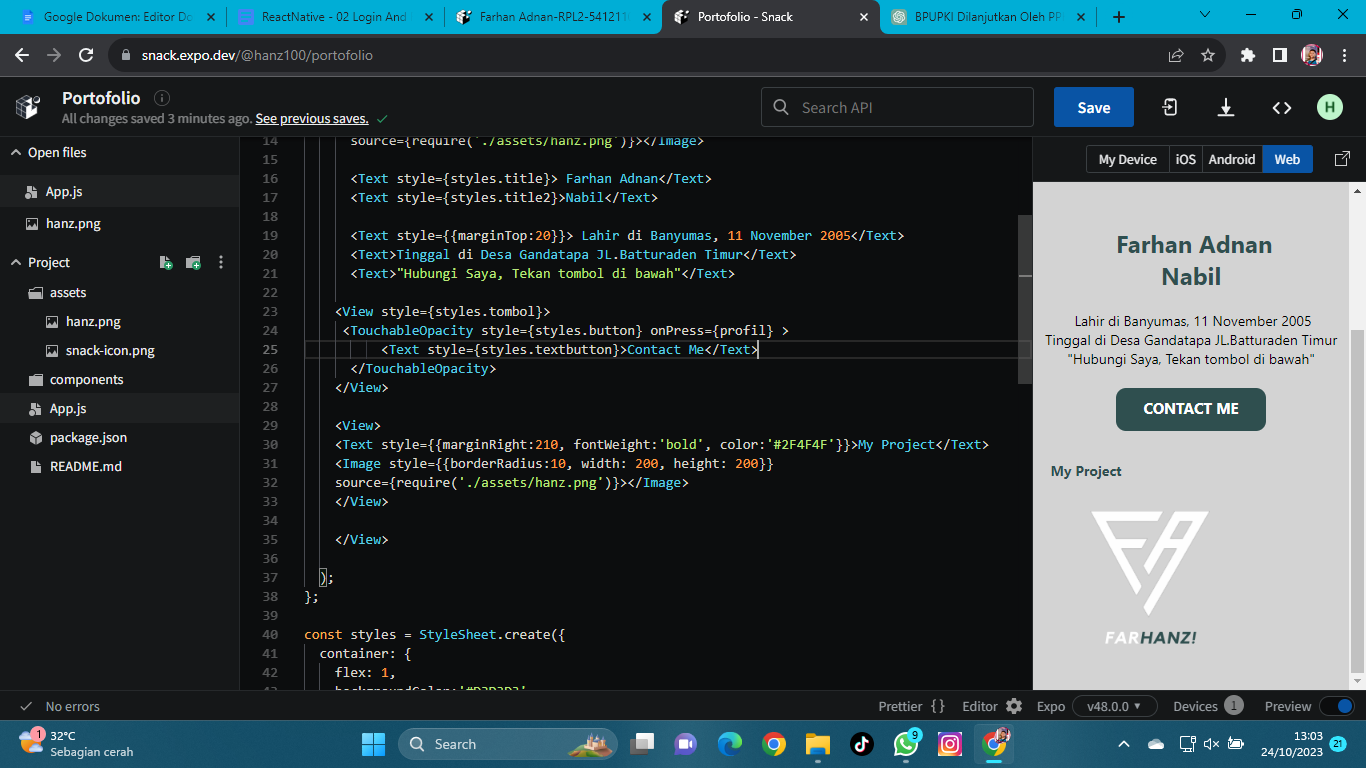 Google Dokumen: Editor Do
ReactNative - 02 Login And
Farhan Adnan-RPL2-5412110
Portofolio - Snack
BPUPKI Dilanjutkan Oleh PP
snack.expo.dev/@hanz100/portofolio
Portofolio
All changes saved 3 minutes ago. See previous saves.
Search API
Save
H
Open files
App.js
hanz.png
Project
assets
hanz.png
snack-icon.png
components
App.js
package.json
README.md
14 source={require('./assets/hanz.png')}></Image>
15
16 <Text style={styles.title}> Farhan Adnan</Text>
17 <Text style={styles.title2}>Nabil</Text>
18
19 <Text style={{marginTop:20}}> Lahir di Banyumas, 11 November 2005</Text>
20 <Text>Tinggal di Desa Gandatapa JL.Batturaden Timur</Text>
21 <Text>"Hubungi Saya, Tekan tombol di bawah"</Text>
22
23 <View style={styles.tombol}>
24 <TouchableOpacity style={styles.button} onPress={profil} >
25 <Text style={styles.textbutton}>Contact Me</Text>
26 </TouchableOpacity>
27 </View>
28
29 <View>
30 <Text style={{marginRight:210, fontWeight:'bold', color:'#2F4F4F'}}>My Project</Text>
31 <Image style={{borderRadius:10, width: 200, height: 200}}
32 source={require('./assets/hanz.png')}></Image>
33 </View>
34
35 </View>
36
37 );
38 };
39
40 const styles = StyleSheet.create({
41 container: {
42 flex: 1,
43 backgroundColor:'#D3D3D3'
My Device
iOS
Android
Web
Farhan Adnan
Nabil
Lahir di Banyumas, 11 November 2005
Tinggal di Desa Gandatapa JL.Batturaden Timur
"Hubungi Saya, Tekan tombol di bawah"
CONTACT ME
My Project
FARHANZ!
No errors
Prettier {}
Editor
Expo
v48.0.0
Devices 1
Preview
1
32°C
Sebagian cerah
Search
9
13:03
24/10/2023
21